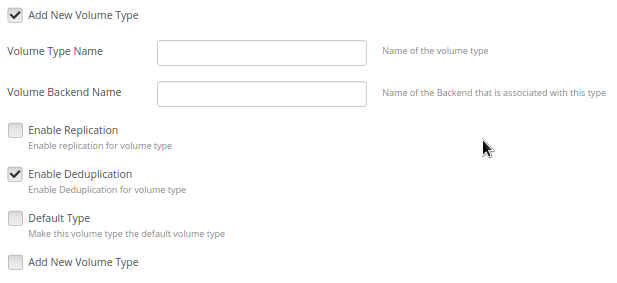 Add New Volume Type
Volume Type Name Name of the volume type
Volume Backend Name Name of the Backend that is associated with this type
Enable Replication
Enable replication for volume type
Enable Deduplication
Enable Deduplication for volume type
Default Type
Make this volume type the default volume type
Add New Volume Type